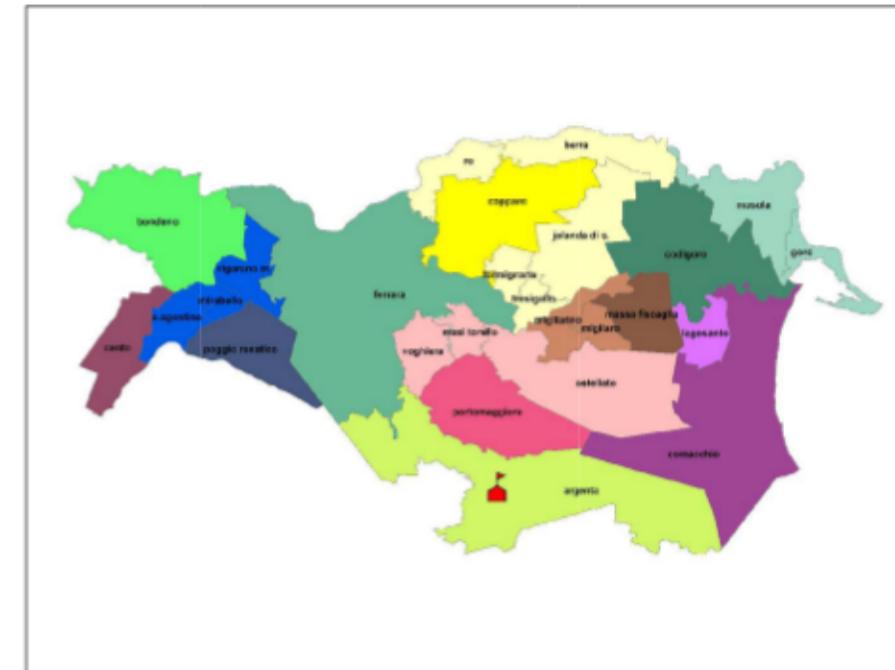 berra
ro
copparo
mesola
bondeno
jolanda di s.
codigoro
goro
vigarano m.
formignana
ferrara
tresigallo
mirabello
s.agostino
migliarino
massa fiscaglia
migliaro
lagosanto
masi torello
cento
poggio renatico
voghiera
ostellato
portomaggiore
comacchio
argenta